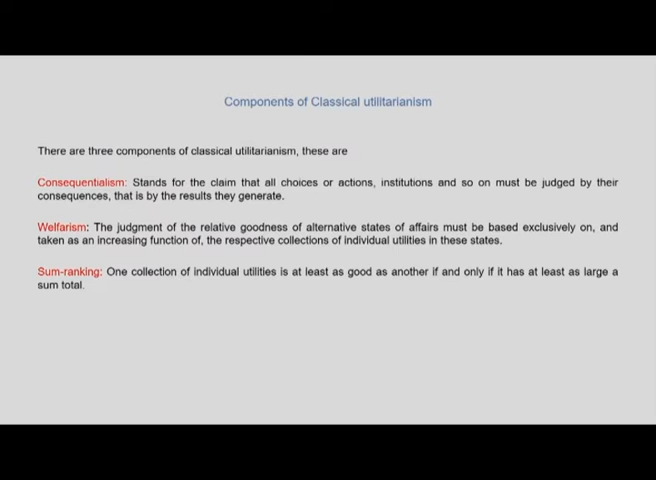 Components of Classical utilitarianism
There are three components of classical utilitarianism, these are
Consequentialism: Stands for the claim that all choices or actions, institutions and so on must be judged by their
consequences, that is by the results they generate.
Welfarism: The judgment of the relative goodness of alternative states of affairs must be based exclusively on, and
taken as an increasing function of, the respective collections of individual utilities in these states.
Sum-ranking: One collection of individual utilities is at least as good as another if and only if it has at least as large a
sum total.